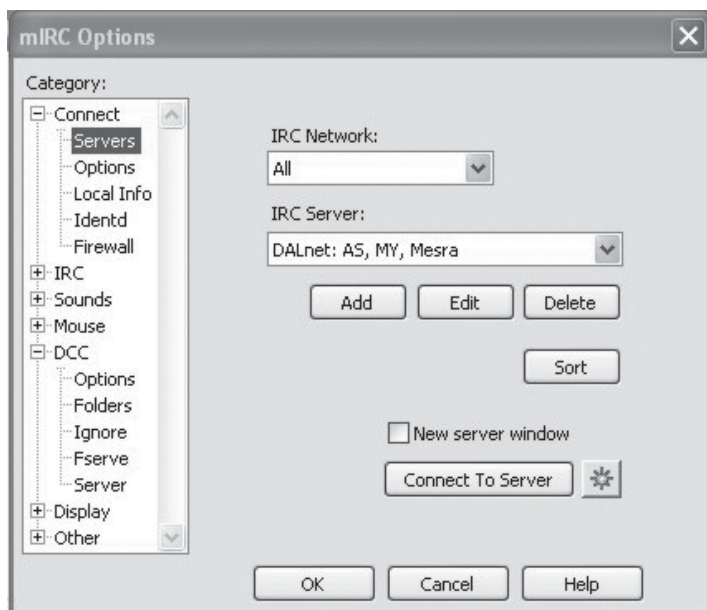 mIRC Options
Category:
Connect
Servers
Options
Local Info
Identd
Firewall
IRC
Sounds
Mouse
DCC
Options
Folders
Ignore
Fserve
Server
Display
Other
IRC Network:
All
IRC Server:
DALnet: AS, MY, Mesra
Add Edit Delete
Sort
New server window
Connect To Server
OK Cancel Help